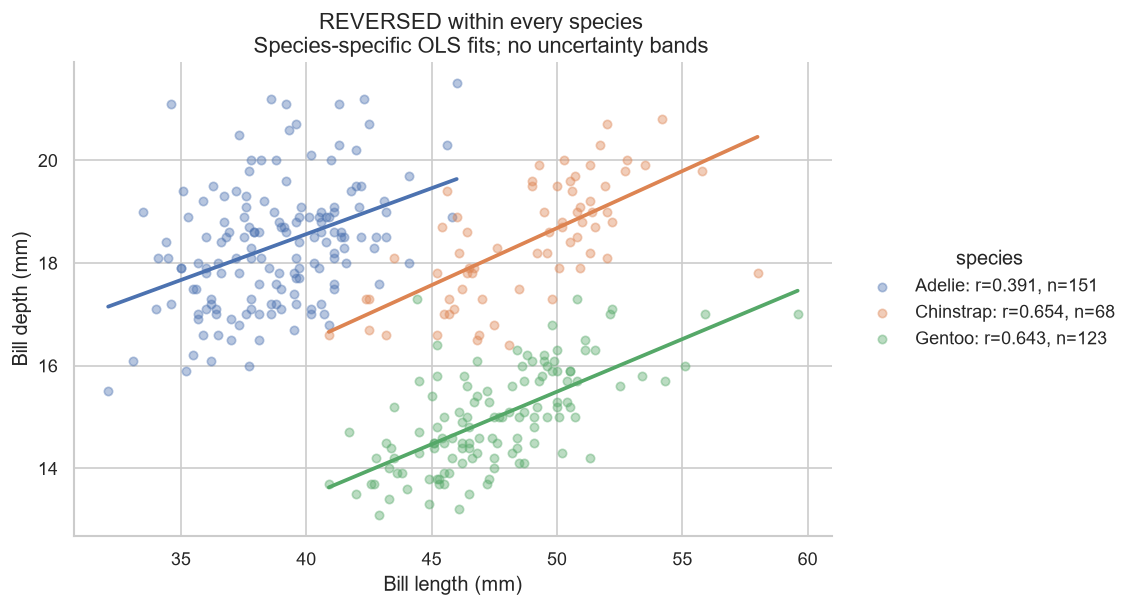 REVERSED within every species
Species-specific OLS fits; no uncertainty bands
Bill depth (mm)
20
18
16
14
35
40
45
50
55
60
Bill length (mm)
species
Adelie: r=0.391, n=151
Chinstrap: r=0.654, n=68
Gentoo: r=0.643, n=123